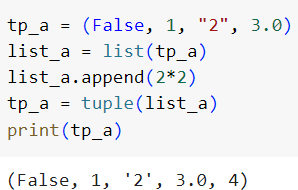 tp_a = (False, 1, "2", 3.0)
list_a = list(tp_a)
list_a.append(2*2)
tp_a = tuple(list_a)
print(tp_a)
(False, 1, '2', 3.0, 4)